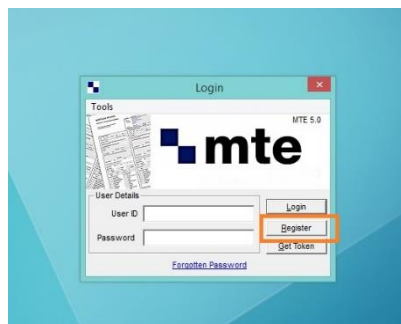 Login
Tools
MTE 5.0
mte
User Details
User ID
Login
Register
Password
Get Token
Forgotten Password